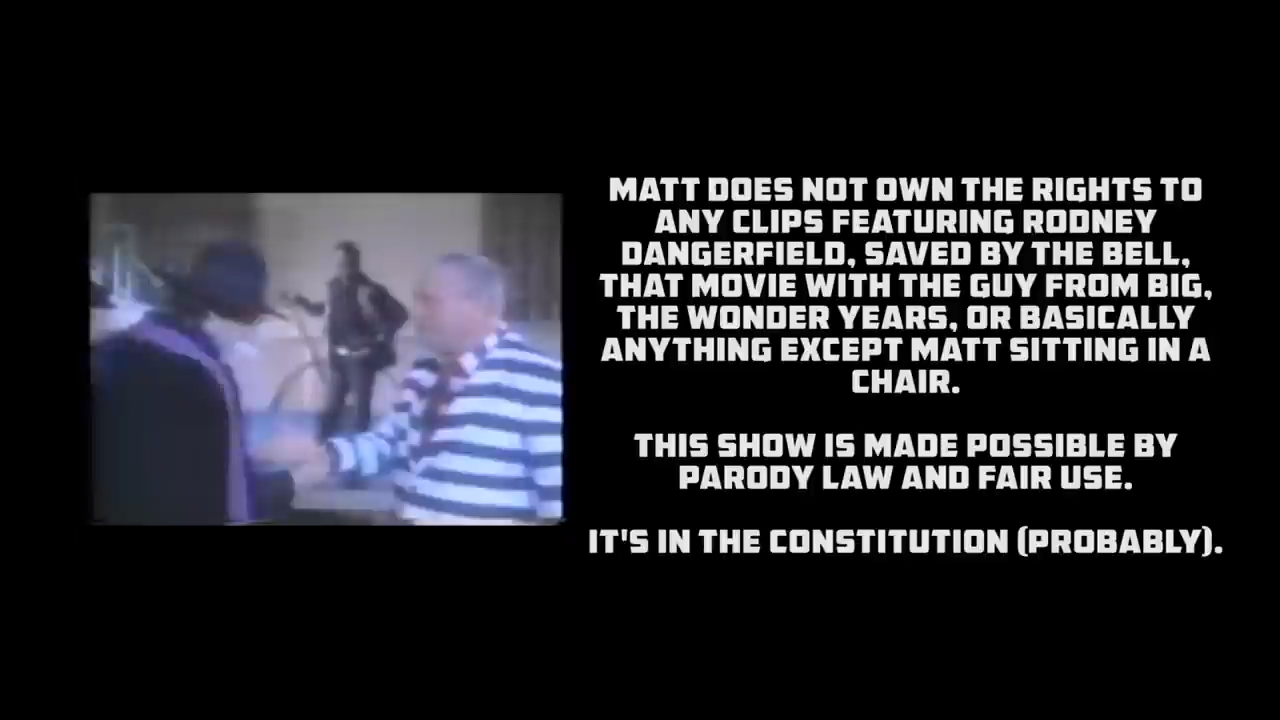 MATT DOES NOT OWN THE RIGHTS TO
ANY CLIPS FEATURING RODNEY
DANGERFIELD, SAVED BY THE BELL,
THAT MOVIE WITH THE GUY FROM BIG,
THE WONDER YEARS, OR BASICALLY
ANYTHING EXCEPT MATT SITTING IN A
CHAIR.
THIS SHOW IS MADE POSSIBLE BY
PARODY LAW AND FAIR USE.
IT'S IN THE CONSTITUTION (PROBABLY).